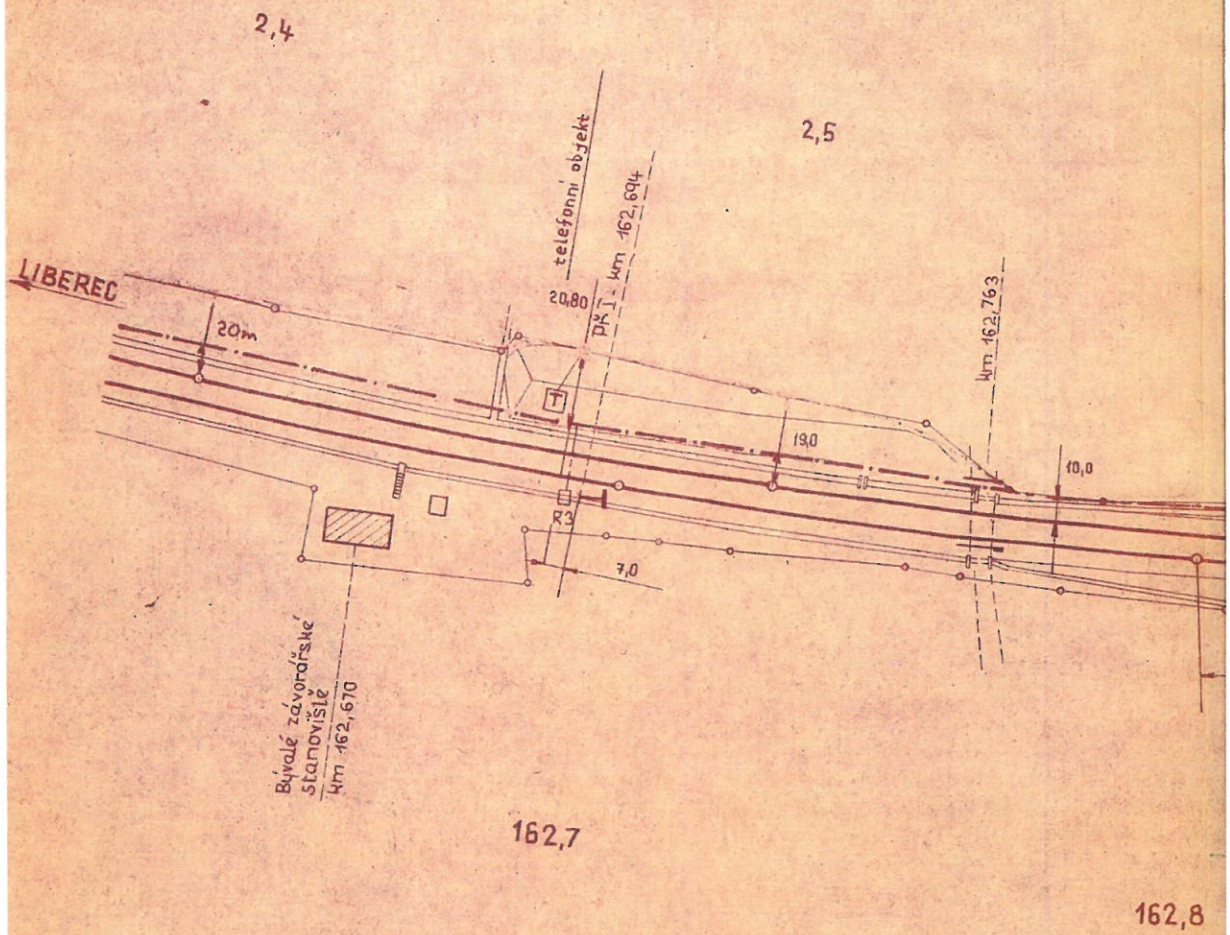 2,4
2,5
telefonní objekt
LIBEREC
20m
20,80
PŘ I - km 162,694
km 162,763
T
19,0
10,0
R3
7,0
Bývalé závorářské
stanoviště
km 162,670
162,7
162,8